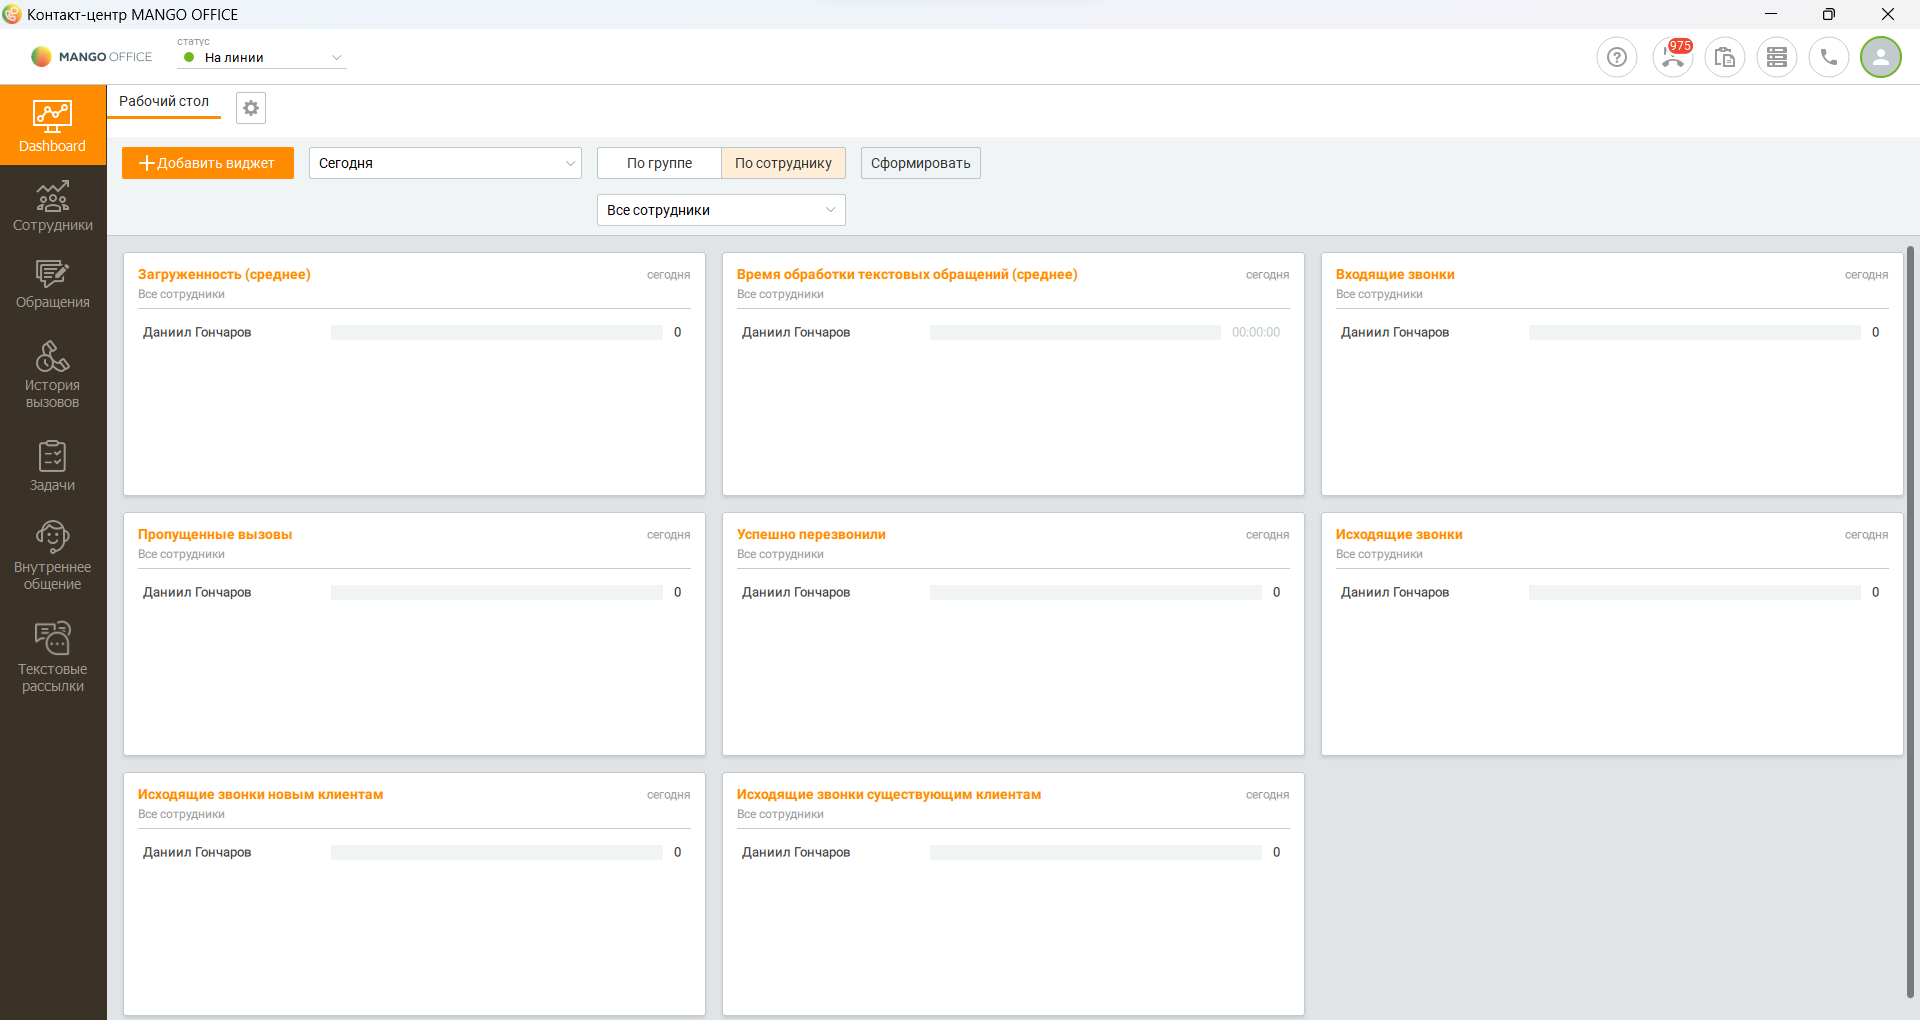 Контакт-центр MANGO OFFICE
MANGO OFFICE
статус
На линии
975
Dashboard
Сотрудники
Обращения
История
вызовов
Задачи
Внутреннее
общение
Текстовые
рассылки
Рабочий стол
Добавить виджет
Сегодня
По группе
По сотруднику
Сформировать
Все сотрудники
Загруженность (среднее)
сегодня
Все сотрудники
Даниил Гончаров
0
Время обработки текстовых обращений (среднее)
сегодня
Все сотрудники
Даниил Гончаров
00:00:00
Входящие звонки
сегодня
Все сотрудники
Даниил Гончаров
0
Пропущенные вызовы
сегодня
Все сотрудники
Даниил Гончаров
0
Успешно перезвонили
сегодня
Все сотрудники
Даниил Гончаров
0
Исходящие звонки
сегодня
Все сотрудники
Даниил Гончаров
0
Исходящие звонки новым клиентам
сегодня
Все сотрудники
Даниил Гончаров
0
Исходящие звонки существующим клиентам
сегодня
Все сотрудники
Даниил Гончаров
0